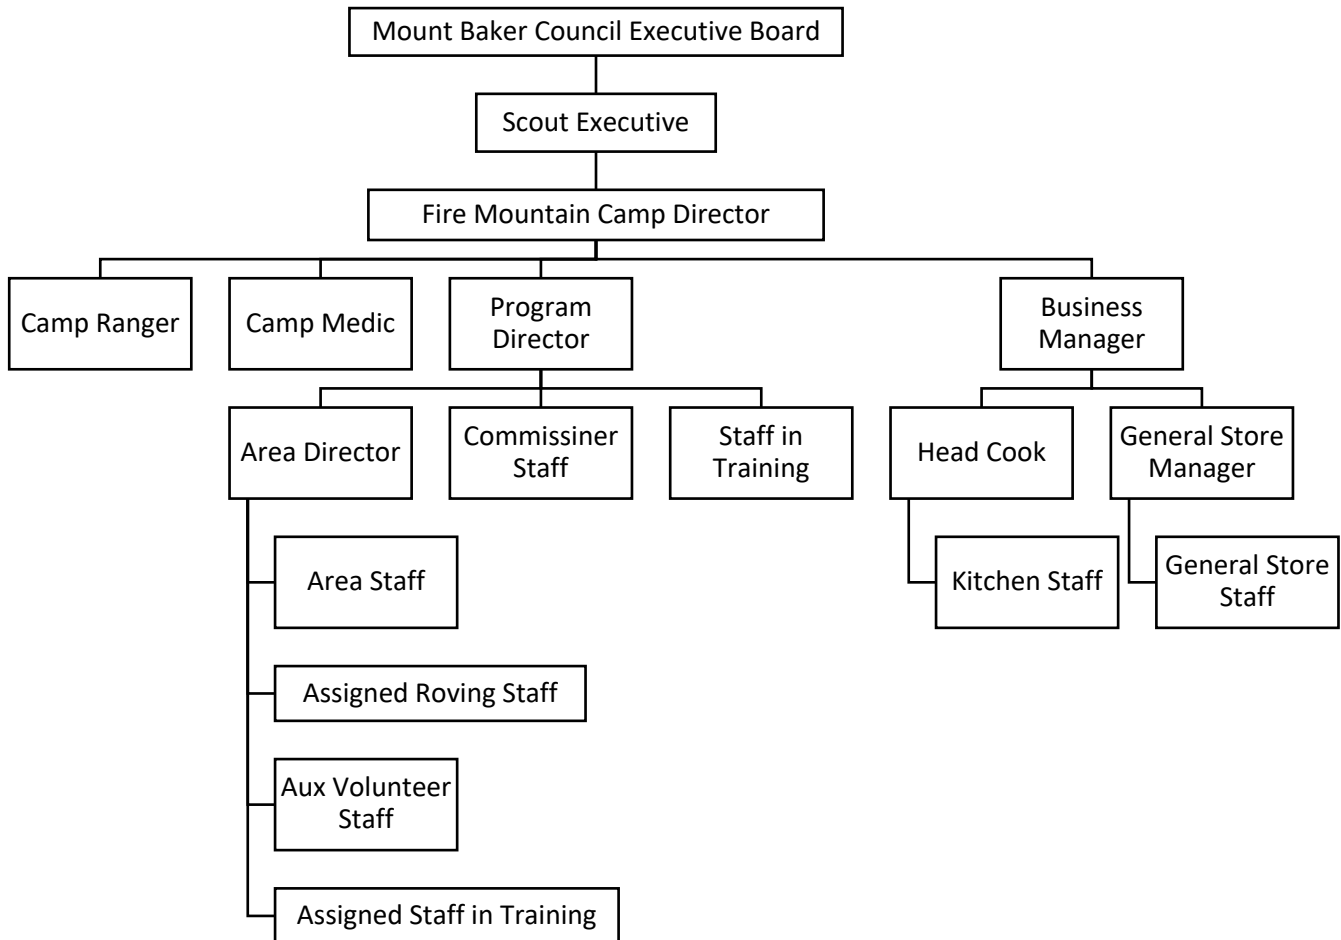 Mount Baker Council Executive Board
Scout Executive
Fire Mountain Camp Director
Camp Ranger
Camp Medic
Program
Director
Business
Manager
Area Director
Commissiner
Staff
Staff in
Training
Head Cook
General Store
Manager
Area Staff
Kitchen Staff
General Store
Staff
Assigned Roving Staff
Aux Volunteer
Staff
Assigned Staff in Training